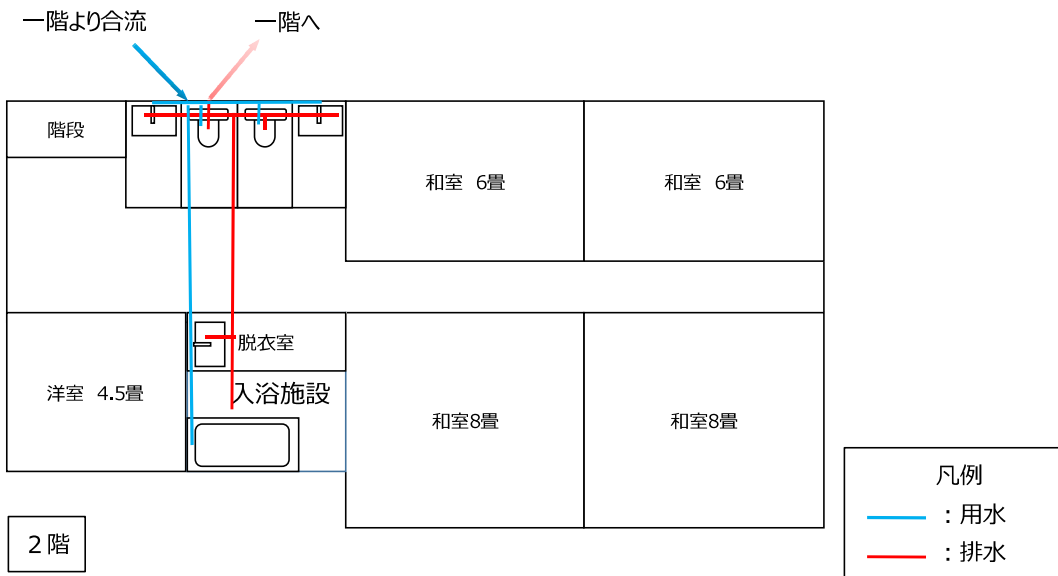 一階より合流
一階へ
階段
和室 6畳
和室 6畳
脱衣室
洋室 4.5畳
入浴施設
和室8畳
和室8畳
凡例
：用水
：排水
２階